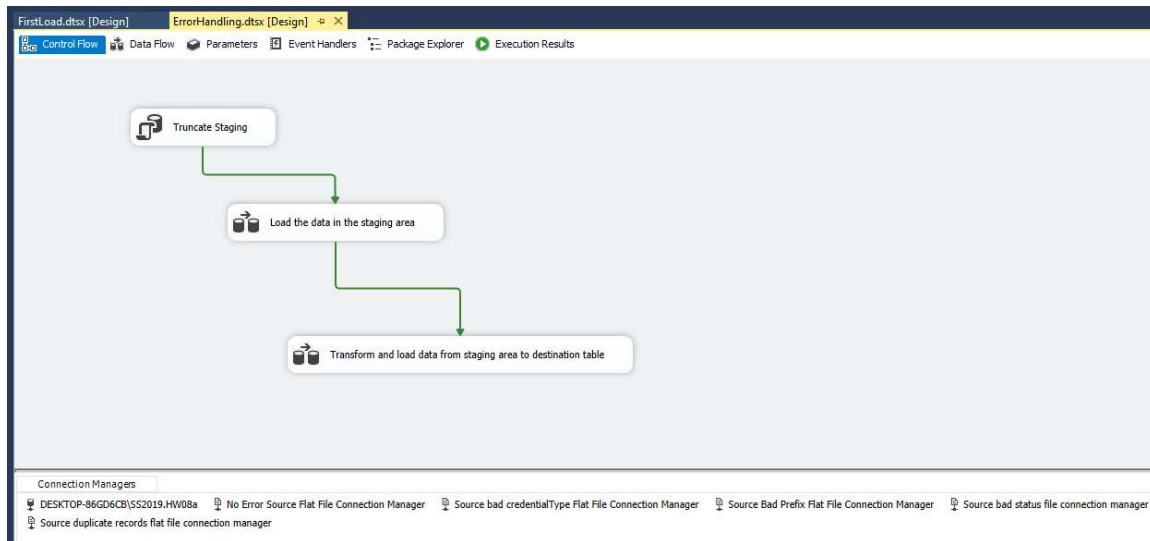 FirstLoad.dtsx [Design] ErrorHandling.dtsx [Design]
Control Flow Data Flow Parameters Event Handlers Package Explorer Execution Results
Truncate Staging
Load the data in the staging area
Transform and load data from staging area to destination table
Connection Managers
DESKTOP-86GD6CB\SS2019.HW08a No Error Source Flat File Connection Manager Source bad credentialType Flat File Connection Manager Source Bad Prefix Flat File Connection Manager Source bad status file connection manager
Source duplicate records flat file connection manager